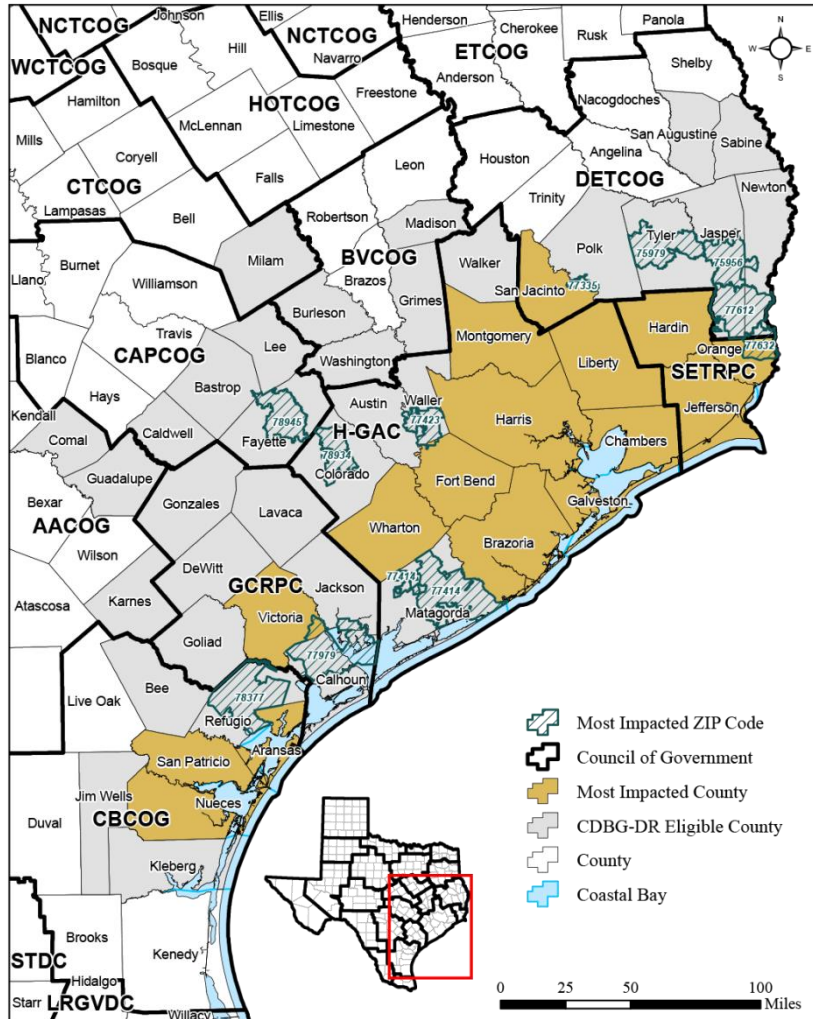 NCTCOG
Johnson
Ellis
NCTCOG
Henderson
Cherokee
Rusk
Panola
N
W
E
S
Hill
Navarro
ETCOG
WCTCOG
Bosque
Anderson
Shelby
Hamilton
HOTCOG
Freestone
Nacogdoches
McLennan
Limestone
San Augustine
Mills
Coryell
Leon
Houston
Angelina
Sabine
Falls
DETCOG
CTCOG
Trinity
Newton
Lampasas
Bell
Robertson
Madison
Tyler
Jasper
Milam
BVCOG
Walker
Polk
75979
75956
Burnet
Llano
Williamson
Brazos
Grimes
San Jacinto
77335
77612
Burleson
Travis
Montgomery
Hardin
Lee
Washington
Liberty
Orange
77632
Blanco
CAPCOG
Bastrop
Austin
Waller
SETRPC
Hays
78945
H-GAC
77423
Harris
Jefferson
Kendall
Comal
Caldwell
Fayette
78934
Chambers
Colorado
Guadalupe
Fort Bend
Bexar
Gonzales
Lavaca
Galveston
AACOG
Wharton
Wilson
Brazoria
DeWitt
77414
GCRPC
Jackson
77414
Atascosa
Karnes
Victoria
Matagorda
Goliad
77979
Bee
Calhoun
Live Oak
78377
Refugio
Most Impacted ZIP Code
Aransas
Council of Government
San Patricio
Most Impacted County
Jim Wells
Nueces
CBCOG
CDBG-DR Eligible County
Duval
County
Kleberg
Coastal Bay
Brooks
Kenedy
STDC
Hidalgo
Starr
LRGVDC
Willacy
0 25 50 100
Miles